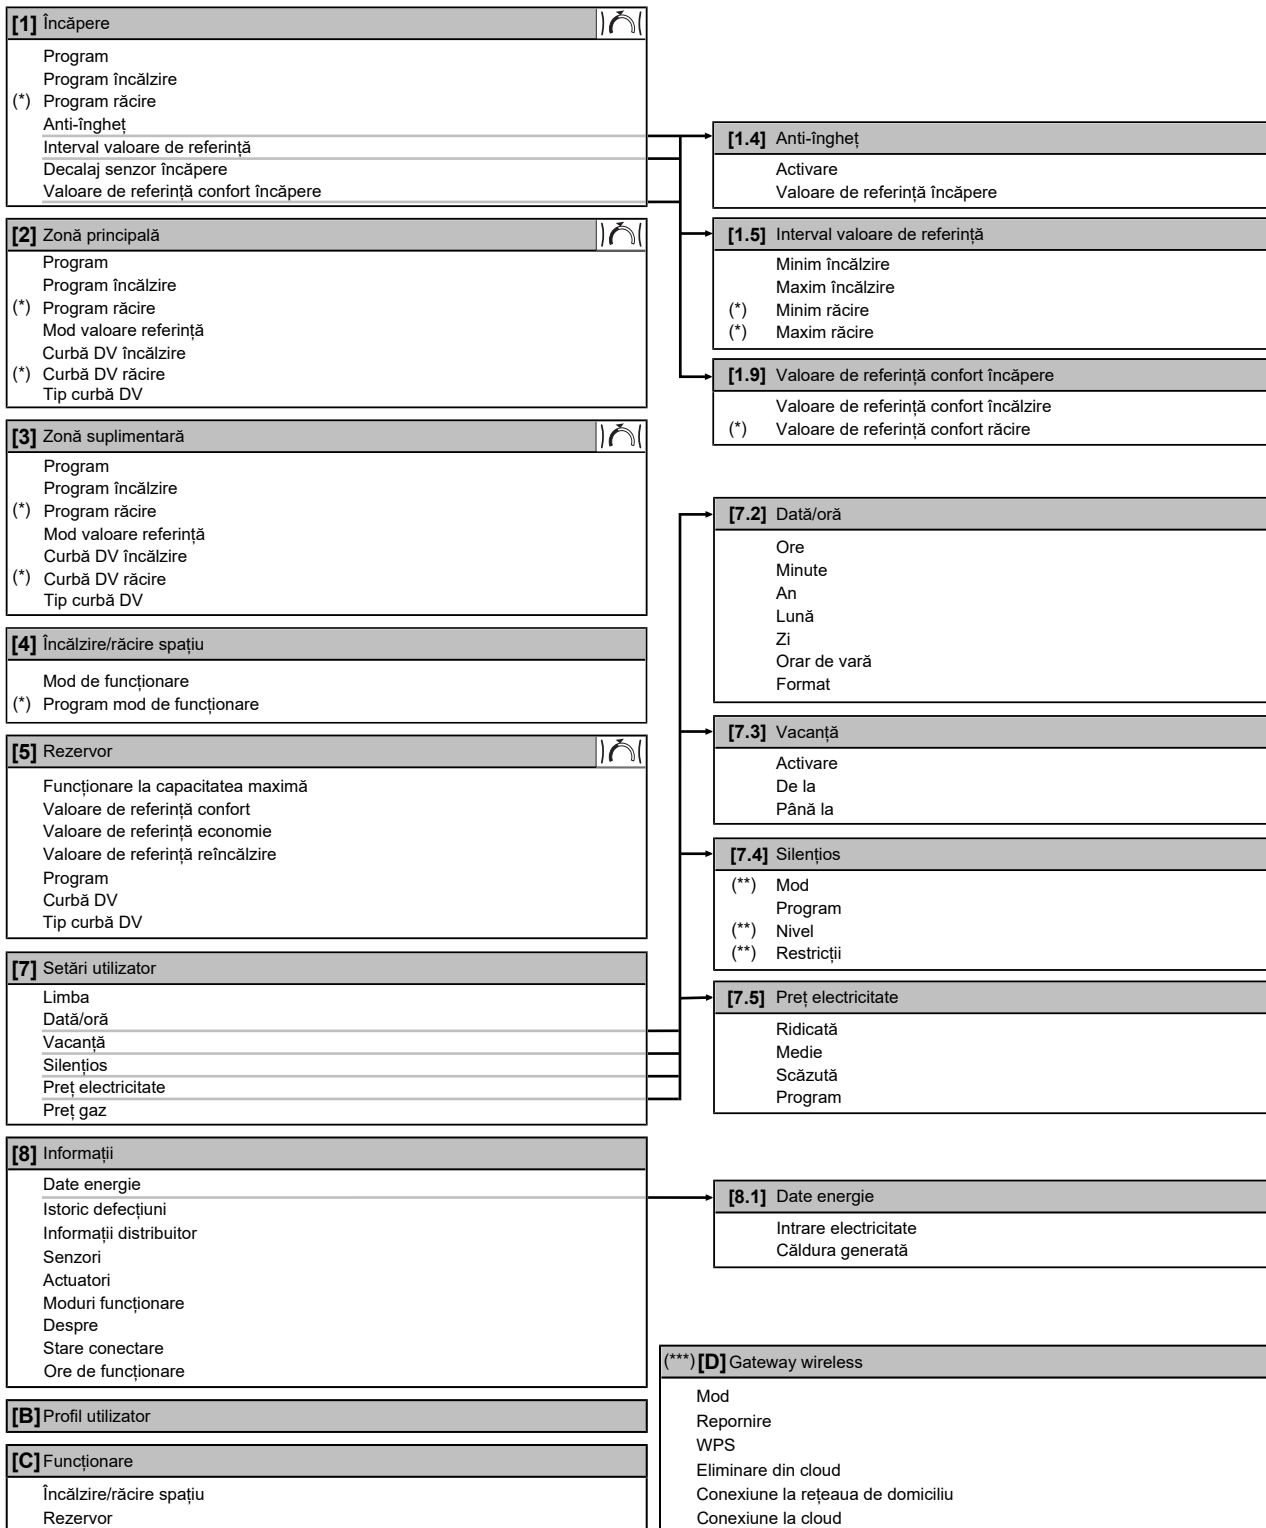 [1] Încăpere
Program
Program încălzire
(*) Program răcire
Anti-îngheț
Interval valoare de referință
Decalaj senzor încăpere
Valoare de referință confort încăpere
[2] Zonă principală
Program
Program încălzire
(*) Program răcire
Mod valoare referință
Curbă DV încălzire
(*) Curbă DV răcire
Tip curbă DV
[3] Zonă suplimentară
Program
Program încălzire
(*) Program răcire
Mod valoare referință
Curbă DV încălzire
(*) Curbă DV răcire
Tip curbă DV
[4] Încălzire/răcire spațiu
Mod de funcționare
(*) Program mod de funcționare
[5] Rezervor
Funcționare la capacitatea maximă
Valoare de referință confort
Valoare de referință economie
Valoare de referință reîncălzire
Program
Curbă DV
Tip curbă DV
[7] Setări utilizator
Limba
Dată/oră
Vacanță
Silențios
Preț electricitate
Preț gaz
[8] Informații
Date energie
Istoric defecțiuni
Informații distribuitor
Senzori
Actuatori
Moduri funcționare
Despre
Stare conectare
Ore de funcționare
[B] Profil utilizator
[C] Funcționare
Încălzire/răcire spațiu
Rezervor
[1.4] Anti-îngheț
Activare
Valoare de referință încăpere
[1.5] Interval valoare de referință
Minim încălzire
Maxim încălzire
(*) Minim răcire
(*) Maxim răcire
[1.9] Valoare de referință confort încăpere
Valoare de referință confort încălzire
(*) Valoare de referință confort răcire
[7.2] Dată/oră
Ore
Minute
An
Lună
Zi
Orar de vară
Format
[7.3] Vacanță
Activare
De la
Până la
[7.4] Silențios
(**) Mod
Program
(**) Nivel
(**) Restricții
[7.5] Preț electricitate
Ridicată
Medie
Scăzută
Program
[8.1] Date energie
Intrare electricitate
Căldura generată
(***) [D] Gateway wireless
Mod
Repornire
WPS
Eliminare din cloud
Conexiune la rețeaua de domiciliu
Conexiune la cloud